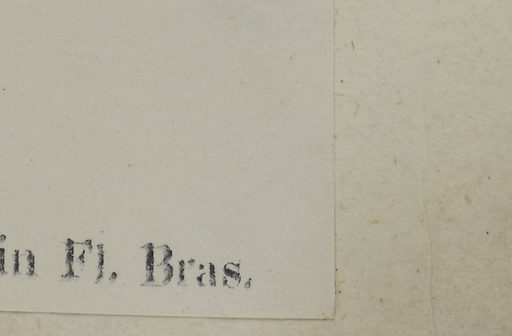 in Fl. Bras.